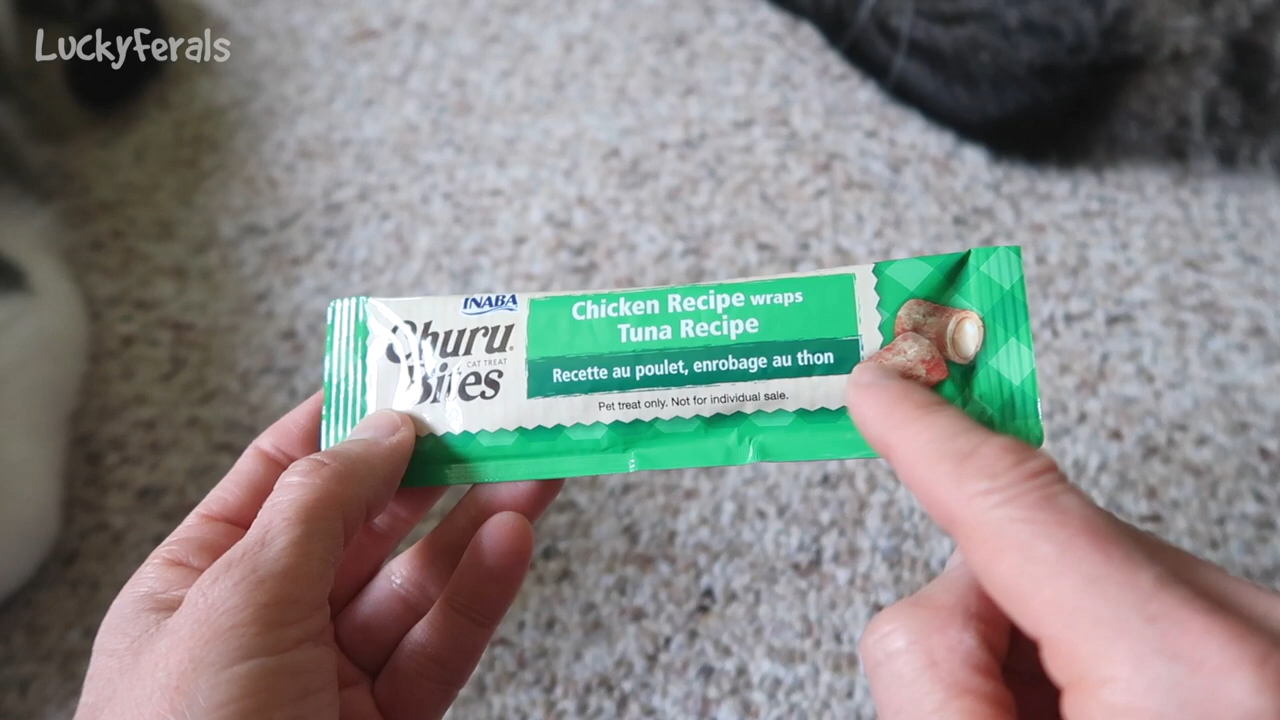 LuckyFerals
INABA
Churu
CAT TREAT
Bites
Chicken Recipe wraps
Tuna Recipe
Recette au poulet, enrobage au thon
Pet treat only. Not for individual sale.